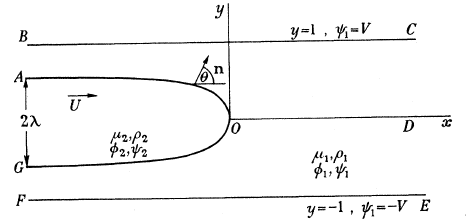 y
B
y=1 , ψ₁=V
C
A
n
θ
U
2λ
O
D
x
μ₂,ρ₂
ϕ₂,ψ₂
μ₁,ρ₁
ϕ₁,ψ₁
G
F
y=-1 , ψ₁=-V
E